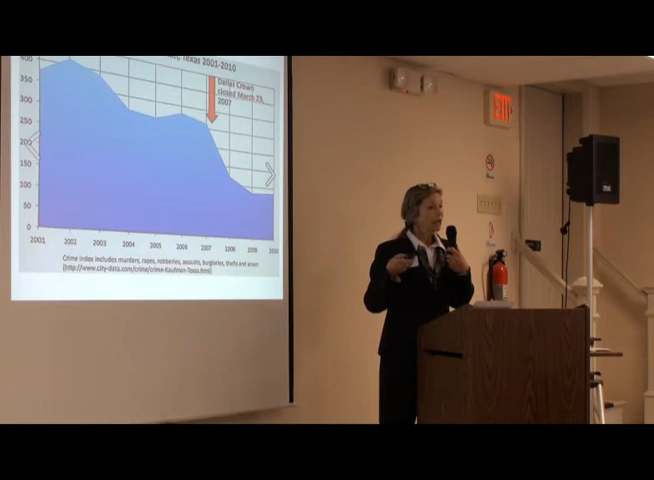 , Texas 2001-2010
400
350
300
250
200
150
100
50
0
Dallas Crown
closed March 23,
2007
2001 2002 2003 2004 2005 2006 2007 2008 2009 2010
Crime index includes murders, rapes, robberies, assaults, burglaries, thefts and arson
(http://www.city-data.com/crime/crime-Kaufman-Texas.html)
EXIT